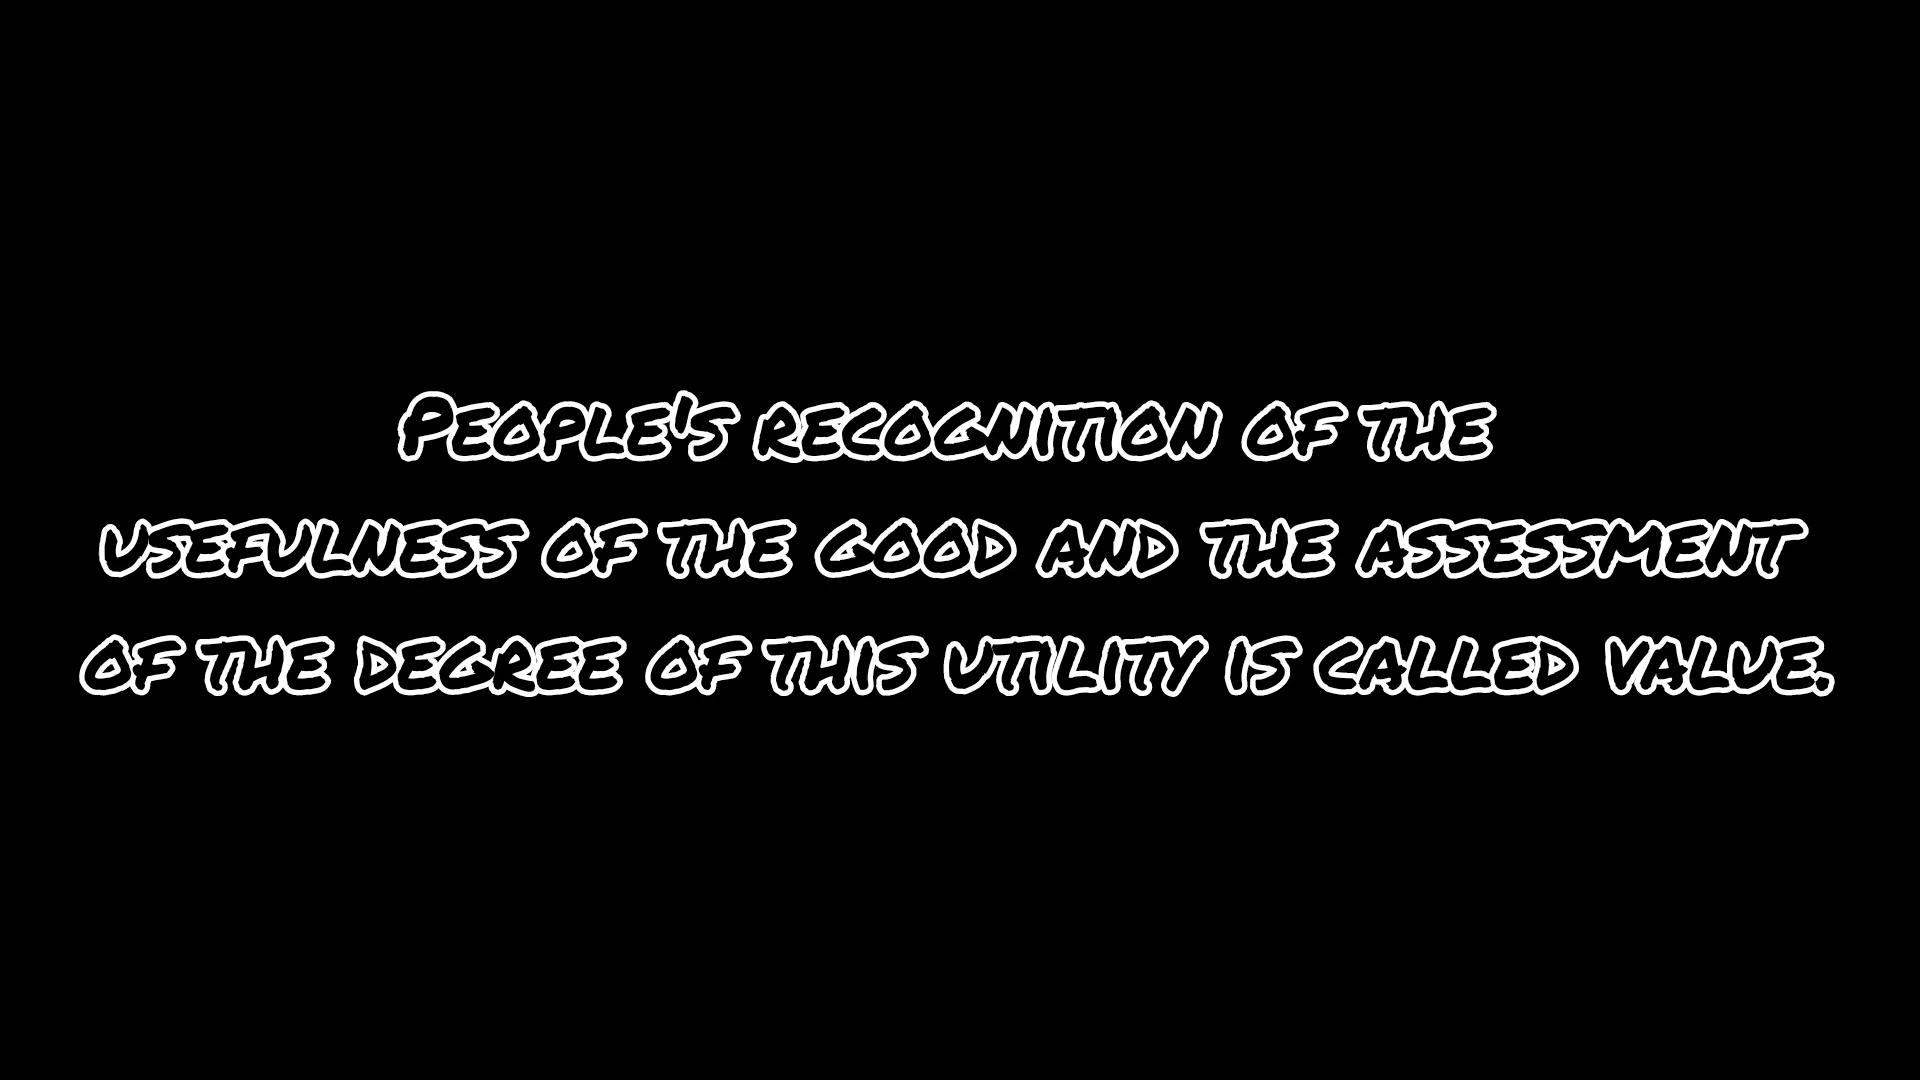 People's recognition of the
usefulness of the good and the assessment
of the degree of this utility is called value.